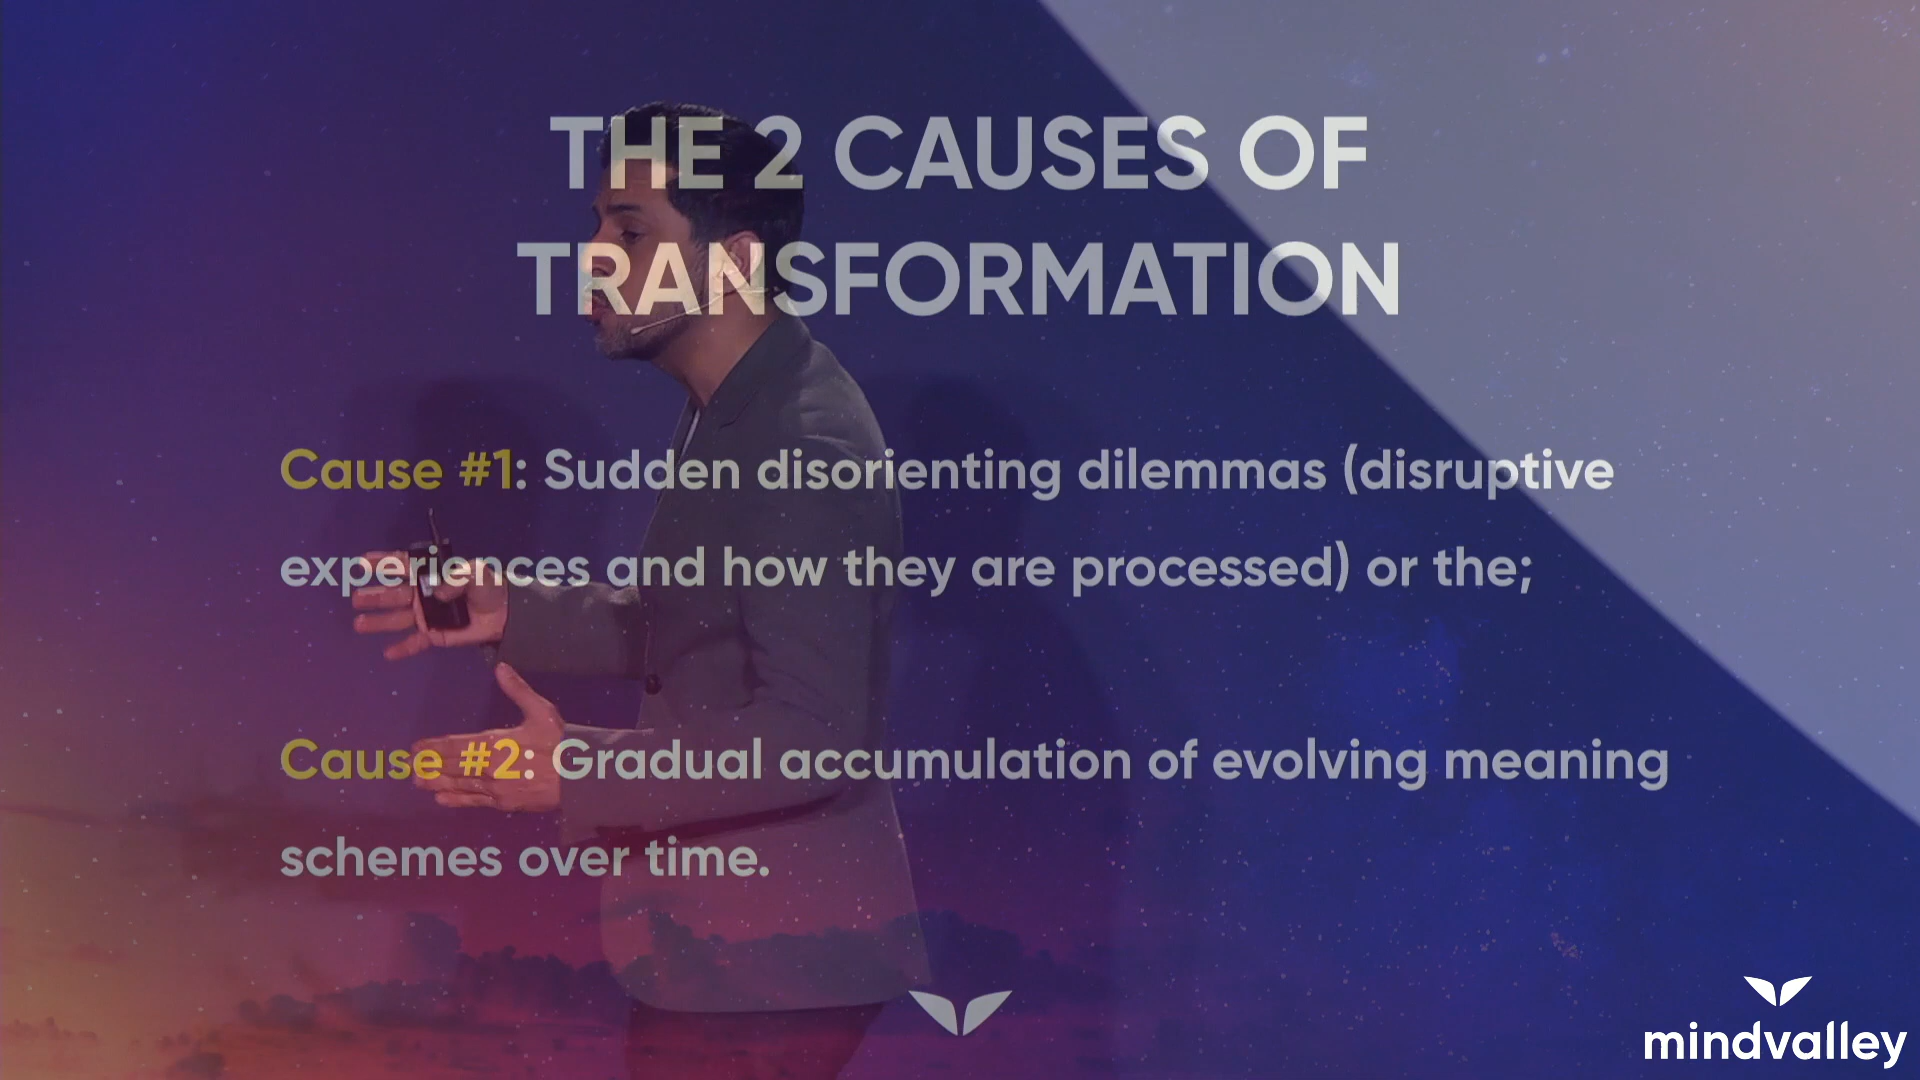 THE 2 CAUSES OF
TRANSFORMATION
Cause #1: Sudden disorienting dilemmas (disruptive
experiences and how they are processed) or the;
Cause #2: Gradual accumulation of evolving meaning
schemes over time.
mindvalley